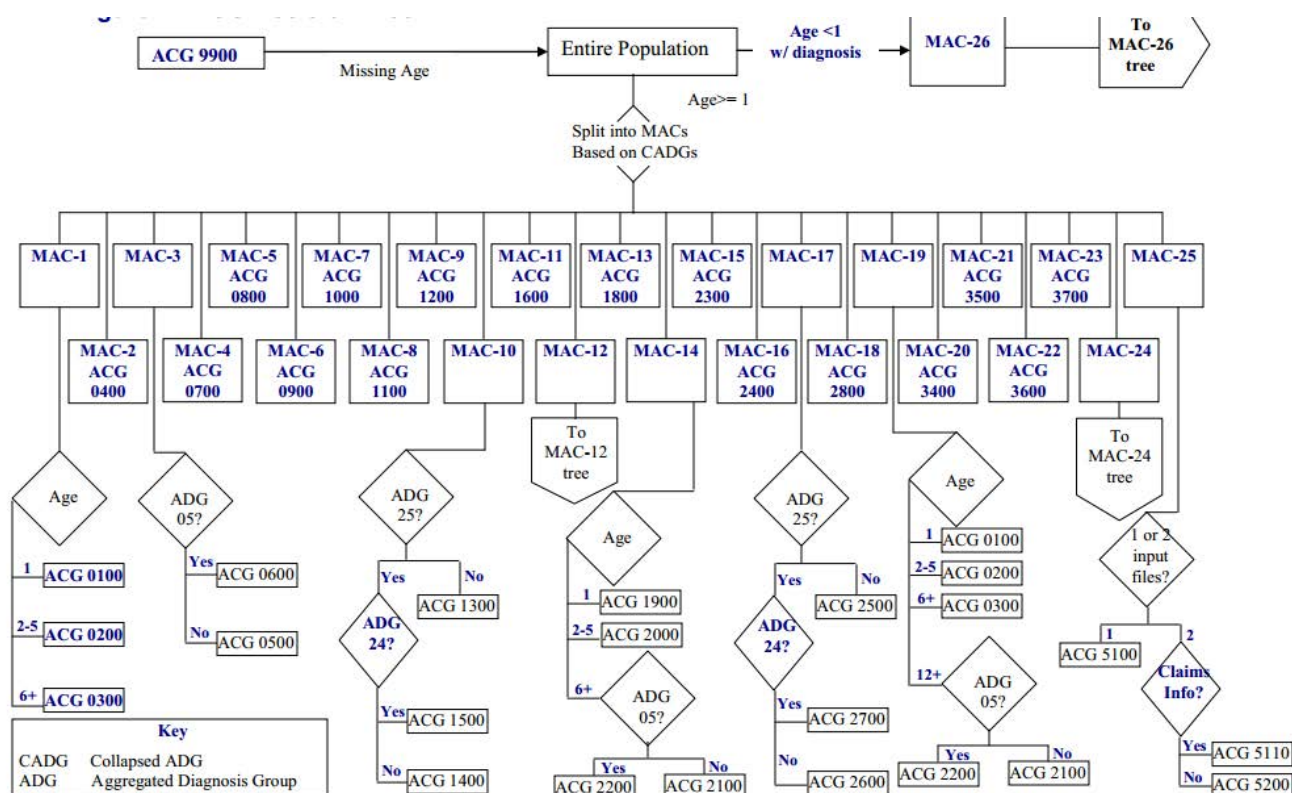 ACG 9900
Missing Age
Entire Population
Age <1
w/ diagnosis
MAC-26
To
MAC-26
tree
Age>= 1
Split into MACs
Based on CADGs
MAC-1
MAC-3
MAC-5
ACG
0800
MAC-7
ACG
1000
MAC-9
ACG
1200
MAC-11
ACG
1600
MAC-13
ACG
1800
MAC-15
ACG
2300
MAC-17
MAC-19
MAC-21
ACG
3500
MAC-23
ACG
3700
MAC-25
MAC-2
ACG
0400
MAC-4
ACG
0700
MAC-6
ACG
0900
MAC-8
ACG
1100
MAC-10
MAC-12
MAC-14
MAC-16
ACG
2400
MAC-18
ACG
2800
MAC-20
ACG
3400
MAC-22
ACG
3600
MAC-24
To
MAC-12
tree
To
MAC-24
tree
Age
1
ACG 0100
2-5
ACG 0200
6+
ACG 0300
ADG
05?
Yes
ACG 0600
No
ACG 0500
ADG
25?
Yes
No
ACG 1300
ADG
24?
Yes
ACG 1500
No
ACG 1400
Age
1
ACG 1900
2-5
ACG 2000
6+
ADG
05?
Yes
ACG 2200
No
ACG 2100
ADG
25?
Yes
No
ACG 2500
ADG
24?
Yes
ACG 2700
No
ACG 2600
Age
1
ACG 0100
2-5
ACG 0200
6+
ACG 0300
12+
ADG
05?
Yes
ACG 2200
No
ACG 2100
1 or 2
input
files?
1
ACG 5100
2
Claims
Info?
Yes
ACG 5110
No
ACG 5200
Key
CADG Collapsed ADG
ADG Aggregated Diagnosis Group